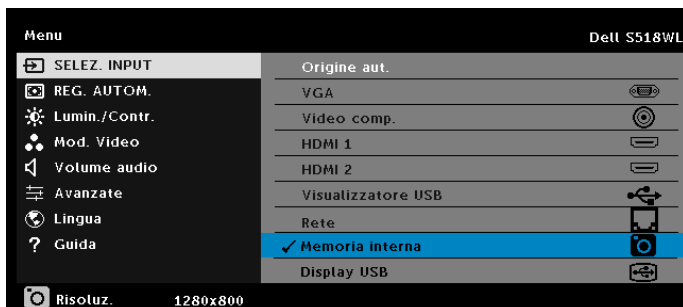 Menu Dell S518WL
SELEZ. INPUT
REG. AUTOM.
Lumin./Contr.
Mod. Video
Volume audio
Avanzate
Lingua
? Guida
Origine aut.
VGA
Video comp.
HDMI 1
HDMI 2
Visualizzatore USB
Rete
✓ Memoria interna
Display USB
Risoluz. 1280x800